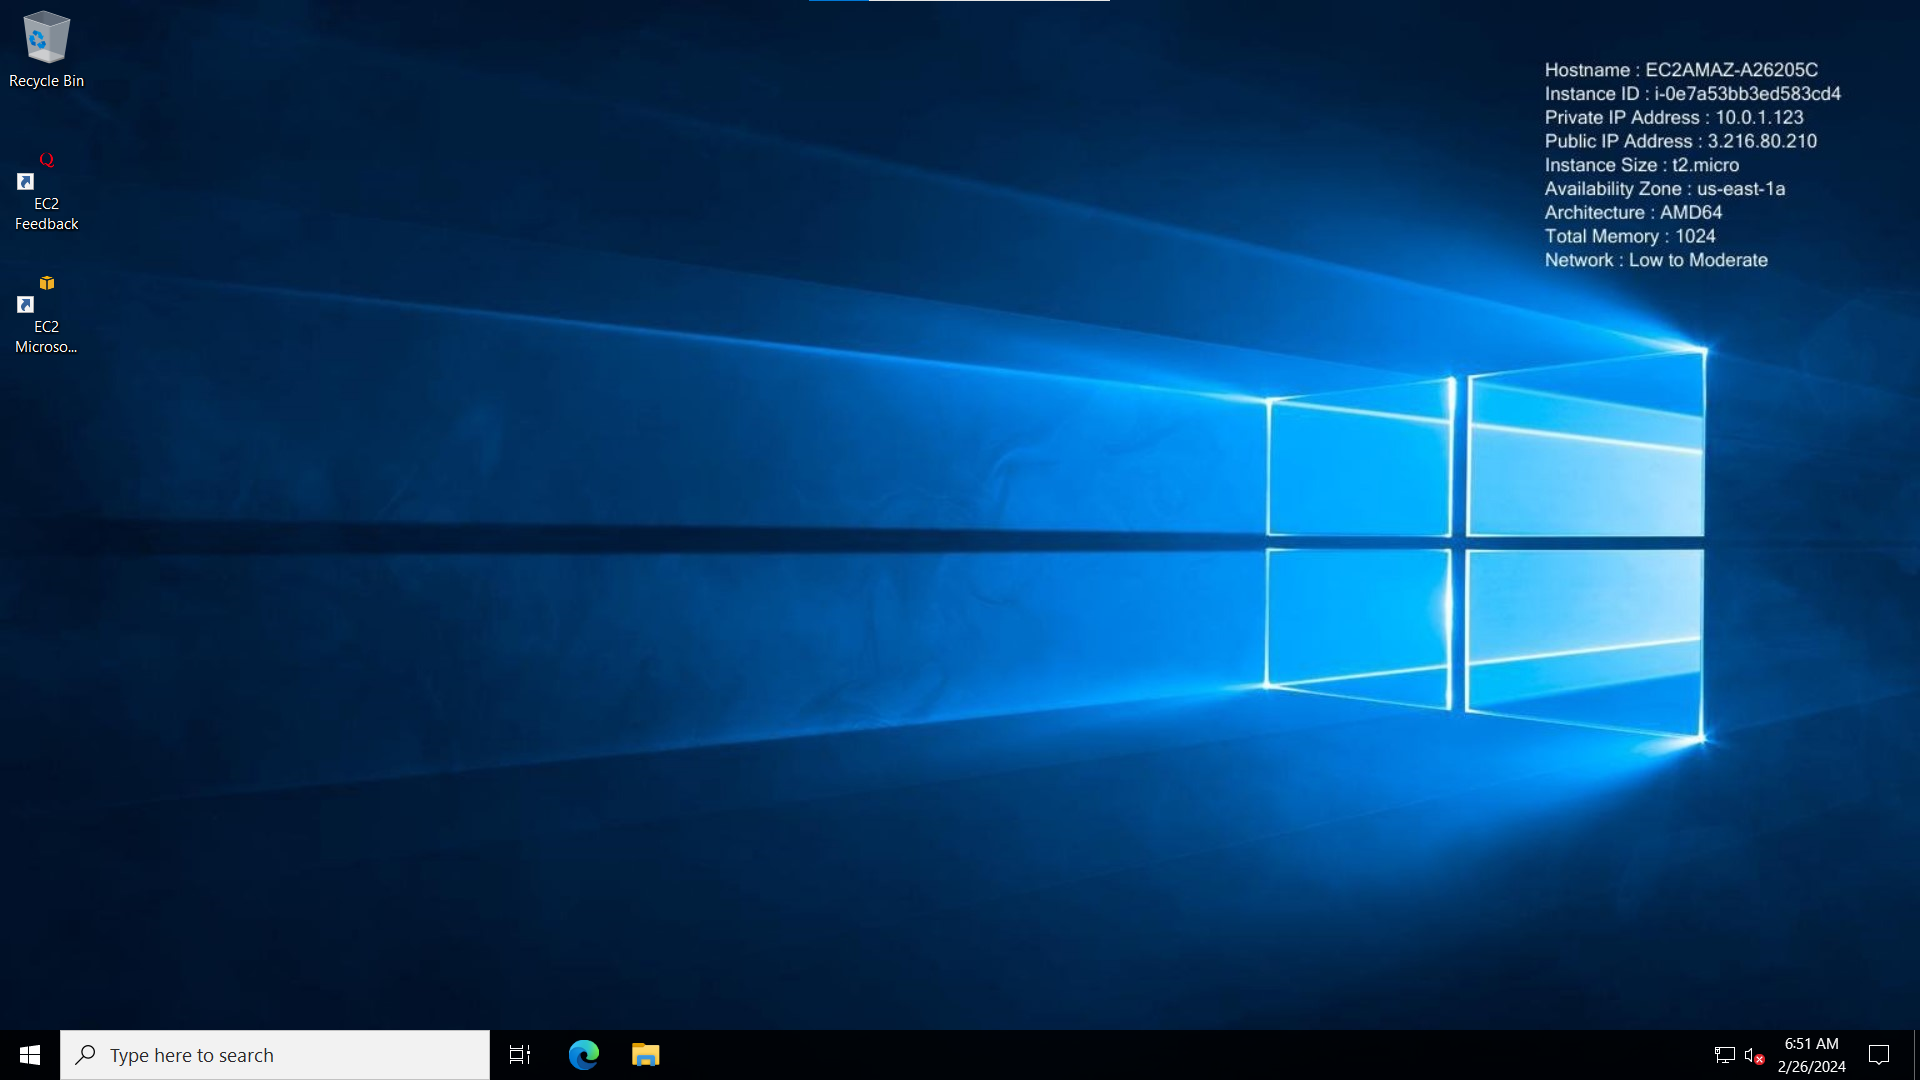 Recycle Bin
EC2
Feedback
EC2
Microso...
Hostname : EC2AMAZ-A26205C
Instance ID : i-0e7a53bb3ed583cd4
Private IP Address : 10.0.1.123
Public IP Address : 3.216.80.210
Instance Size : t2.micro
Availability Zone : us-east-1a
Architecture : AMD64
Total Memory : 1024
Network : Low to Moderate
Type here to search
6:51 AM
2/26/2024